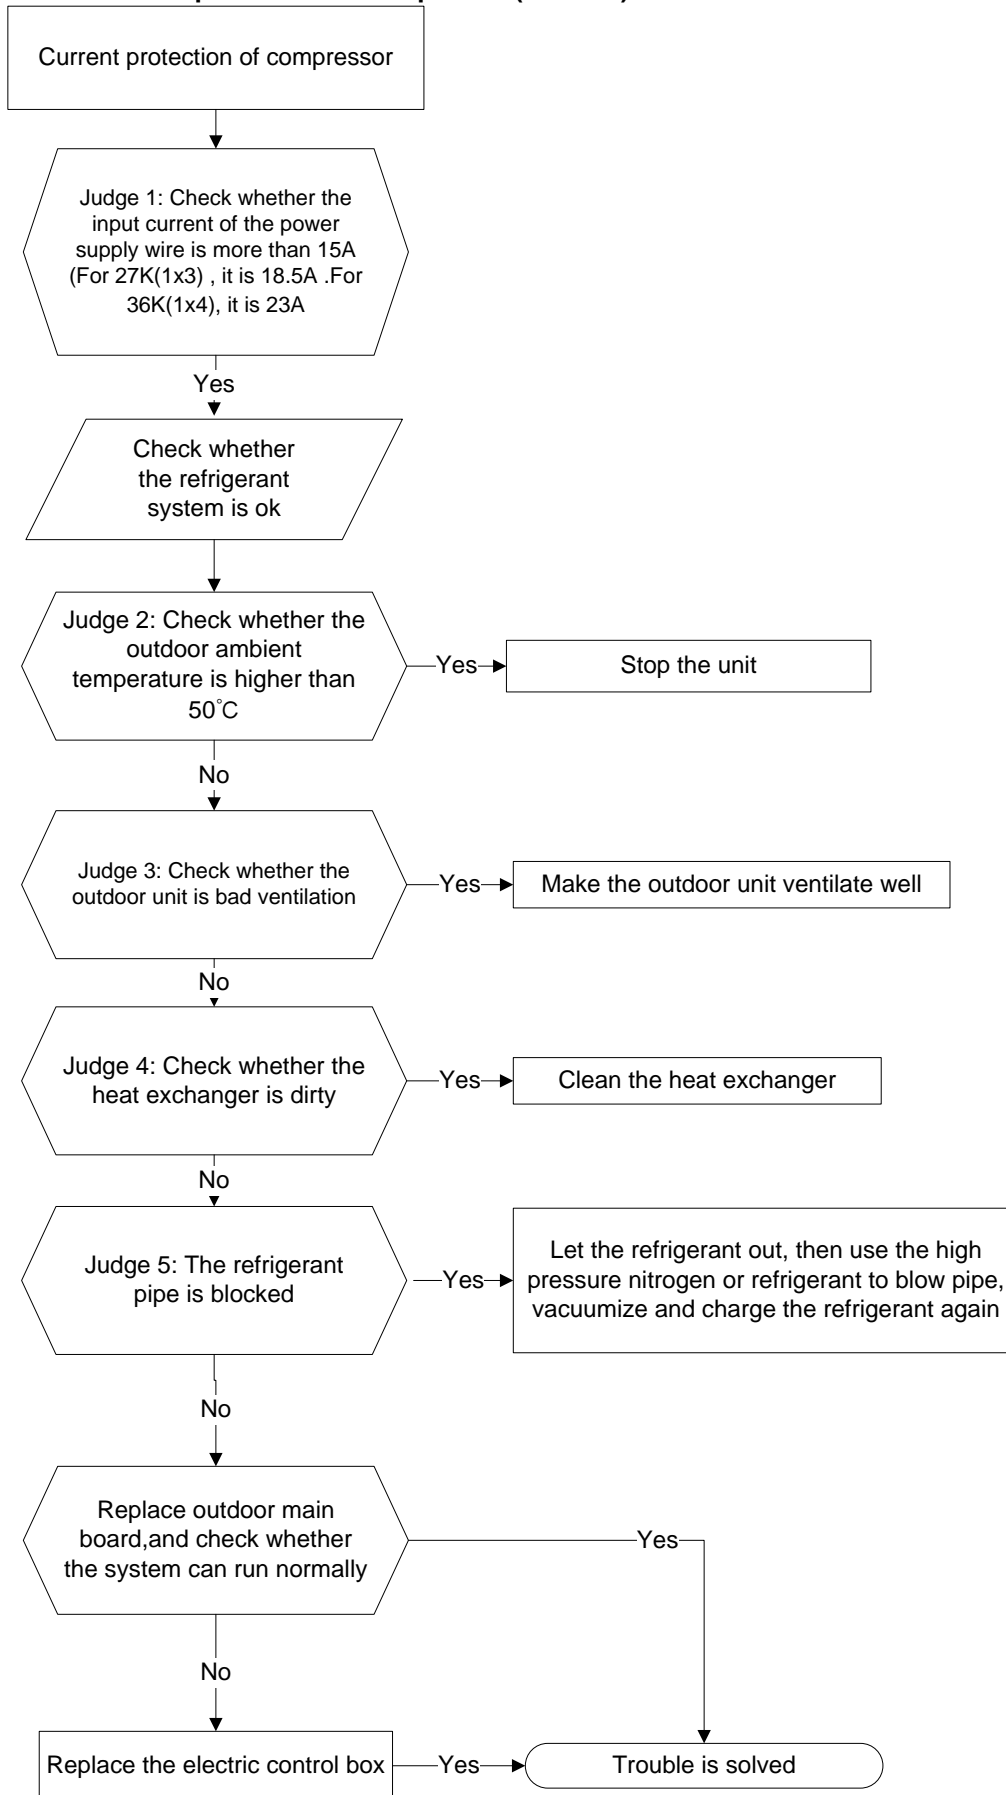 Current protection of compressor
Judge 1: Check whether the
input current of the power
supply wire is more than 15A
(For 27K(1x3) , it is 18.5A .For
36K(1x4), it is 23A
Yes
Check whether
the refrigerant
system is ok
Judge 2: Check whether the
outdoor ambient
temperature is higher than
50°C
Yes
Stop the unit
No
Judge 3: Check whether the
outdoor unit is bad ventilation
Yes
Make the outdoor unit ventilate well
No
Judge 4: Check whether the
heat exchanger is dirty
Yes
Clean the heat exchanger
No
Judge 5: The refrigerant
pipe is blocked
Yes
Let the refrigerant out, then use the high
pressure nitrogen or refrigerant to blow pipe,
vacuumize and charge the refrigerant again
No
Replace outdoor main
board,and check whether
the system can run normally
Yes
No
Replace the electric control box
Yes
Trouble is solved